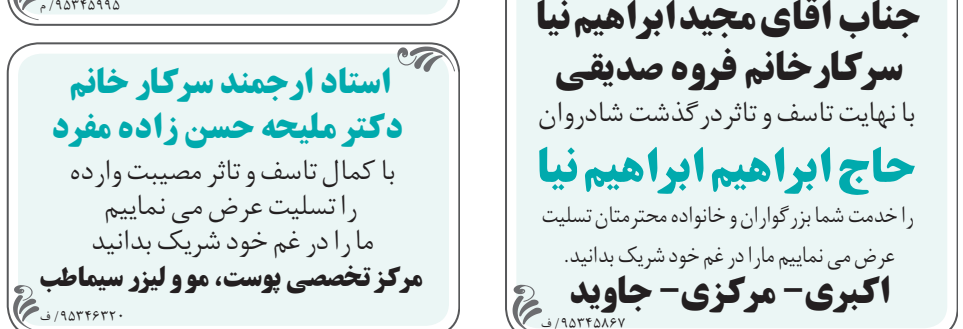 جناب آقای مجید ابراهیم نیا
سرکارخانم فروه صدیقی
با نهایت تاسف و تاثر درگذشت شادروان
حاج ابراهیم ابراهیم نیا
را خدمت شما بزرگواران و خانواده محترمتان تسلیت
عرض می نماییم مارا در غم خود شریک بدانید.
اکبری- مرکزی- جاوید
۹۵۳۴۵۸۶۷/ ف
۹۵۳۴۵۹۹۵/ م
استاد ارجمند سرکار خانم
دکتر ملیحه حسن زاده مفرد
با کمال تاسف و تاثر مصیبت وارده
را تسلیت عرض می نماییم
ما را در غم خود شریک بدانید
مرکز تخصصی پوست، مو و لیزر سیماطب
۹۵۳۴۶۳۲۰/ ف